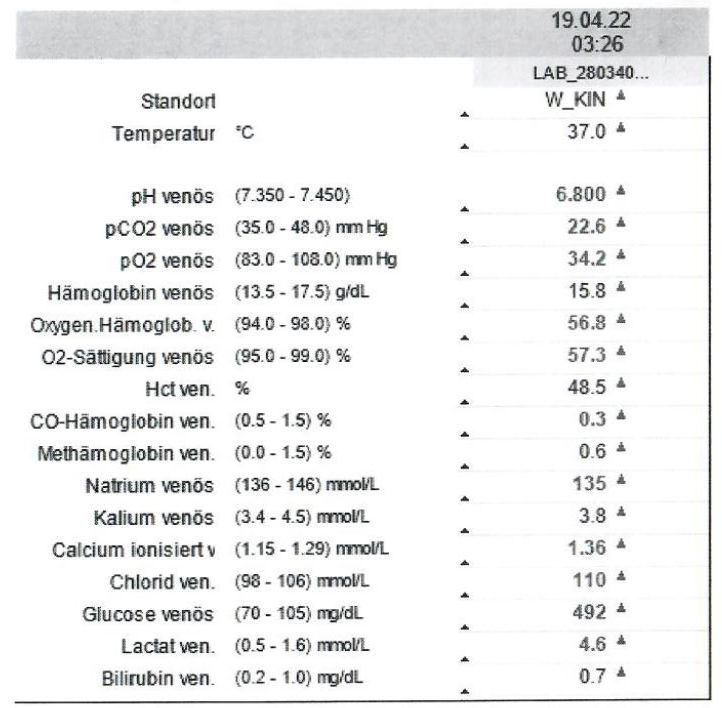 19.04.22
03:26
LAB_280340...
Standort W_KIN
Temperatur °C 37.0
pH venös (7.350 - 7.450) 6.800
pCO2 venös (35.0 - 48.0) mm Hg 22.6
pO2 venös (83.0 - 108.0) mm Hg 34.2
Hämoglobin venös (13.5 - 17.5) g/dL 15.8
Oxygen.Hämoglob. v. (94.0 - 98.0) % 56.8
O2-Sättigung venös (95.0 - 99.0) % 57.3
Hct ven. % 48.5
CO-Hämoglobin ven. (0.5 - 1.5) % 0.3
Methämoglobin ven. (0.0 - 1.5) % 0.6
Natrium venös (136 - 146) mmol/L 135
Kalium venös (3.4 - 4.5) mmol/L 3.8
Calcium ionisiert v (1.15 - 1.29) mmol/L 1.36
Chlorid ven. (98 - 106) mmol/L 110
Glucose venös (70 - 105) mg/dL 492
Lactat ven. (0.5 - 1.6) mmol/L 4.6
Bilirubin ven. (0.2 - 1.0) mg/dL 0.7